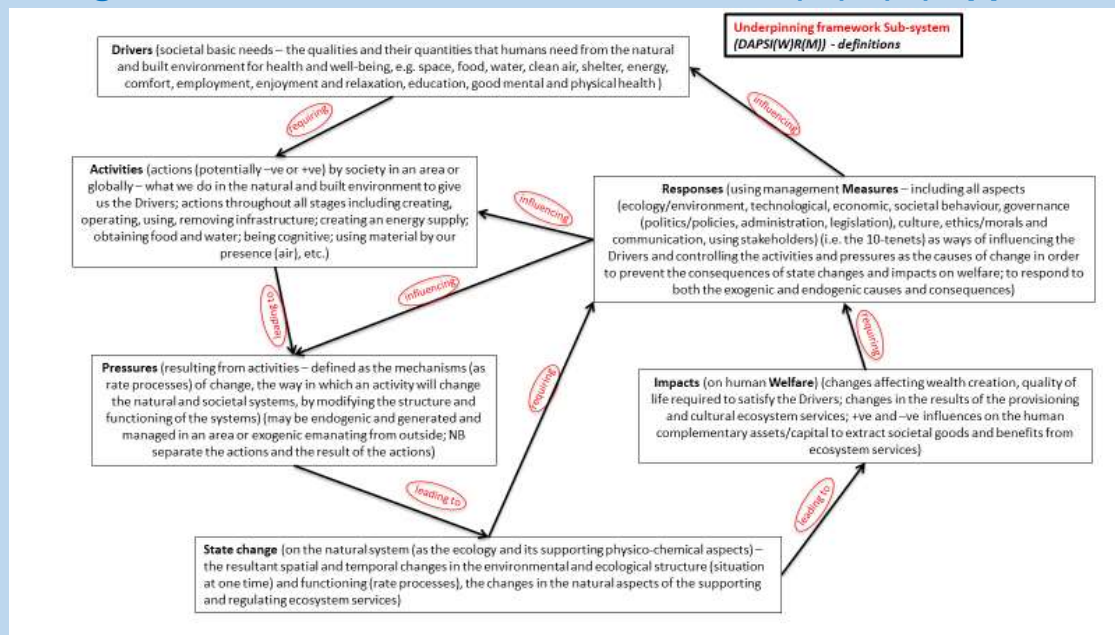 Underpinning framework Sub-system
(DAPSI(W)R(M)) - definitions
Drivers (societal basic needs – the qualities and their quantities that humans need from the natural
and built environment for health and well-being, e.g. space, food, water, clean air, shelter, energy,
comfort, employment, enjoyment and relaxation, education, good mental and physical health )
requiring
influencing
Activities (actions (potentially –ve or +ve) by society in an area or
globally – what we do in the natural and built environment to give
us the Drivers; actions throughout all stages including creating,
operating, using, removing infrastructure; creating an energy supply;
obtaining food and water; being cognitive; using material by our
presence (air), etc.)
influencing
Responses (using management Measures – including all aspects
(ecology/environment, technological, economic, societal behaviour, governance
(politics/policies, administration, legislation), culture, ethics/morals and
communication, using stakeholders) (i.e. the 10-tenets) as ways of influencing the
Drivers and controlling the activities and pressures as the causes of change in order
to prevent the consequences of state changes and impacts on welfare; to respond to
both the exogenic and endogenic causes and consequences)
influencing
leading to
requiring
requiring
Pressures (resulting from activities – defined as the mechanisms (as
rate processes) of change, the way in which an activity will change
the natural and societal systems, by modifying the structure and
functioning of the systems) (may be endogenic and generated and
managed in an area or exogenic emanating from outside; NB
separate the actions and the result of the actions)
Impacts (on human Welfare) (changes affecting wealth creation, quality of
life required to satisfy the Drivers; changes in the results of the provisioning
and cultural ecosystem services; +ve and –ve influences on the human
complementary assets/capital to extract societal goods and benefits from
ecosystem services)
leading to
leading to
State change (on the natural system (as the ecology and its supporting physico-chemical aspects) –
the resultant spatial and temporal changes in the environmental and ecological structure (situation
at one time) and functioning (rate processes), the changes in the natural aspects of the supporting
and regulating ecosystem services)